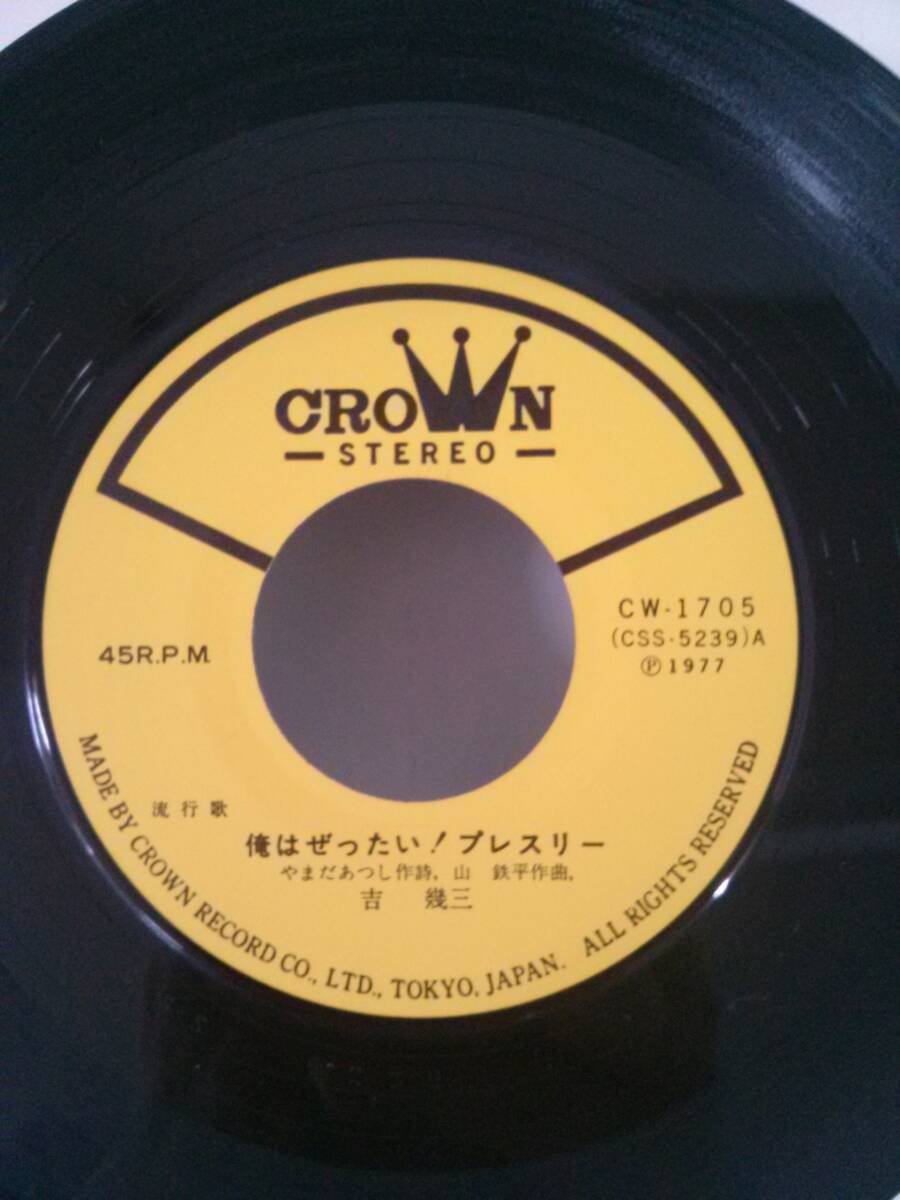 CROWN
STEREO
CW-1705
(CSS-5239)A
Ⓟ1977
45R.P.M.
流行歌
俺はぜったい!プレスリー
やまだあつし作詩, 山 鉄平作曲,
吉 幾三
MADE BY CROWN RECORD CO., LTD., TOKYO, JAPAN. ALL RIGHTS RESERVED